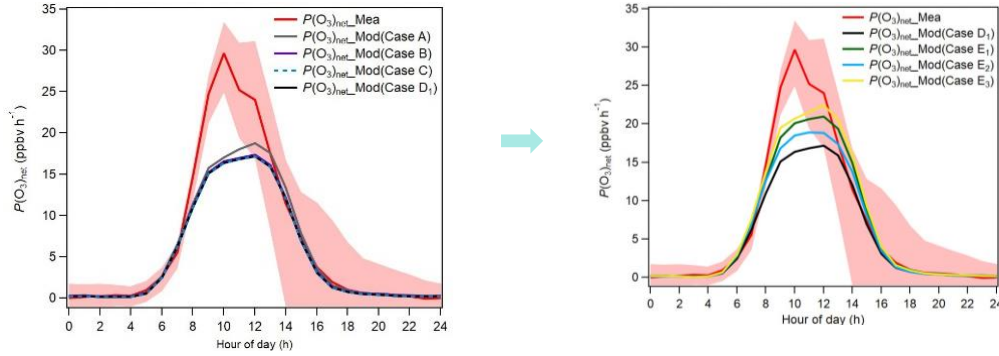 35
30
25
20
15
10
5
0
P(O₃)net (ppbv h⁻¹)
P(O₃)net_Mea
P(O₃)net_Mod(Case A)
P(O₃)net_Mod(Case B)
P(O₃)net_Mod(Case C)
P(O₃)net_Mod(Case D₁)
0 2 4 6 8 10 12 14 16 18 20 22 24
Hour of day (h)
35
30
25
20
15
10
5
0
P(O₃)net (ppbv h⁻¹)
P(O₃)net_Mea
P(O₃)net_Mod(Case D₁)
P(O₃)net_Mod(Case E₁)
P(O₃)net_Mod(Case E₂)
P(O₃)net_Mod(Case E₃)
0 2 4 6 8 10 12 14 16 18 20 22 24
Hour of day (h)